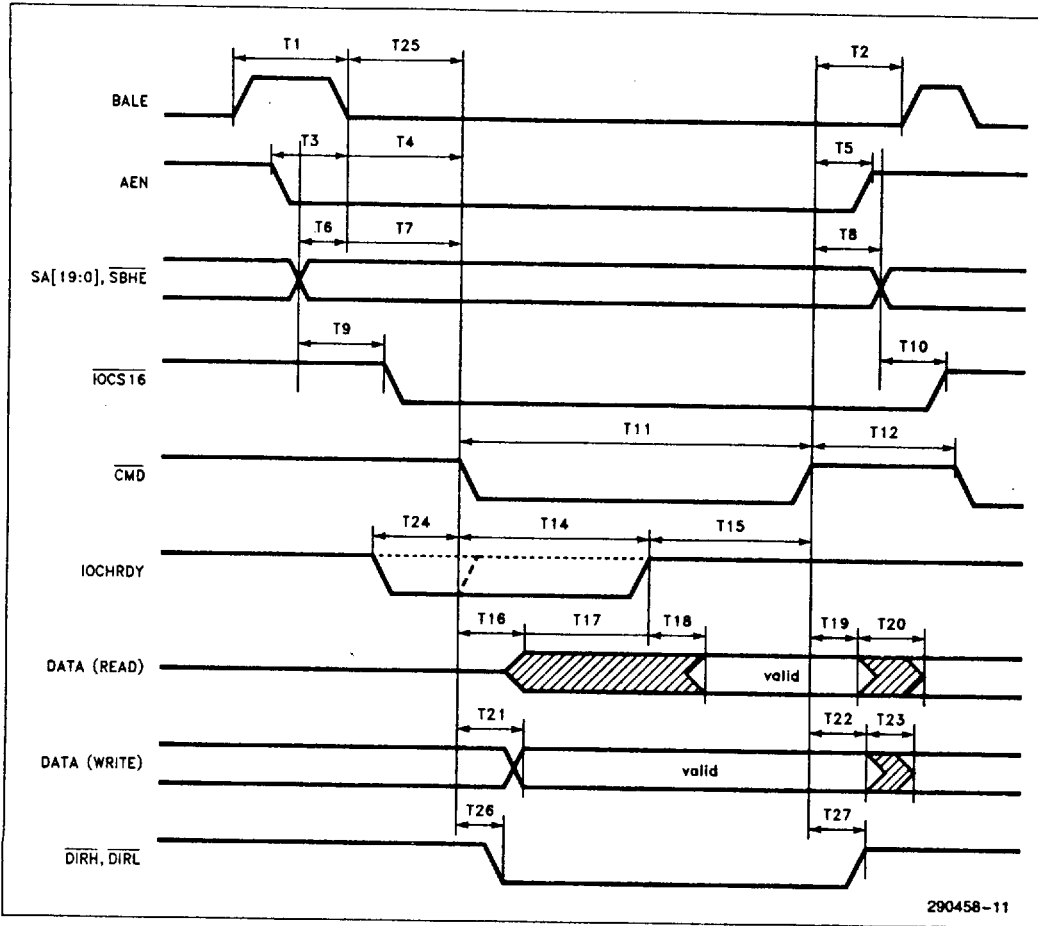 T1 T25 T2
BALE
T3 T4 T5
AEN
T6 T7 T8
SA[19:0], SBHE
T9 T10
IOCS16
T11 T12
CMD
T24 T14 T15
IOCHRDY
T16 T17 T18 T19 T20
DATA (READ)
valid
T21 T22 T23
DATA (WRITE)
valid
T26 T27
DIRH, DIRL
290458-11